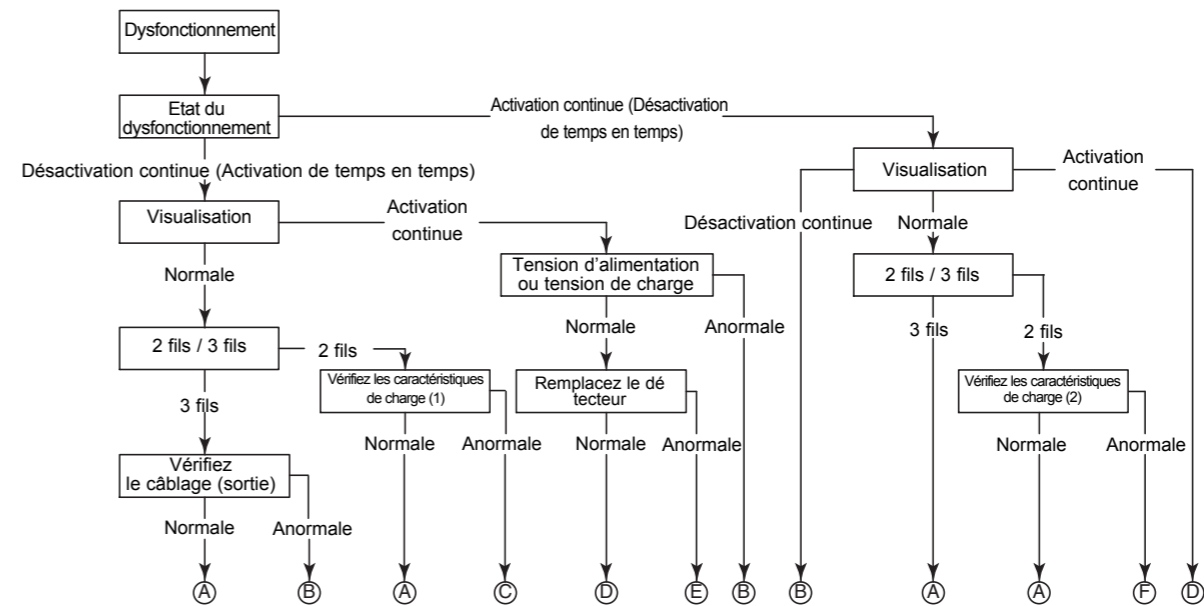 Dysfonctionnement
Etat du
dysfonctionnement
Activation continue (Désactivation
de temps en temps)
Désactivation continue (Activation de temps en temps)
Visualisation
Activation
continue
Visualisation
Activation
continue
Désactivation continue
Normale
Normale
Tension d'alimentation
ou tension de charge
2 fils / 3 fils
Normale
Anormale
3 fils
2 fils
2 fils / 3 fils
2 fils
Vérifiez les caractéristiques
de charge (1)
Remplacez le dé
tecteur
Vérifiez les caractéristiques
de charge (2)
3 fils
Normale
Anormale
Normale
Anormale
Normale
Anormale
Vérifiez
le câblage (sortie)
Normale
Anormale
A B A C D E B B A A F D